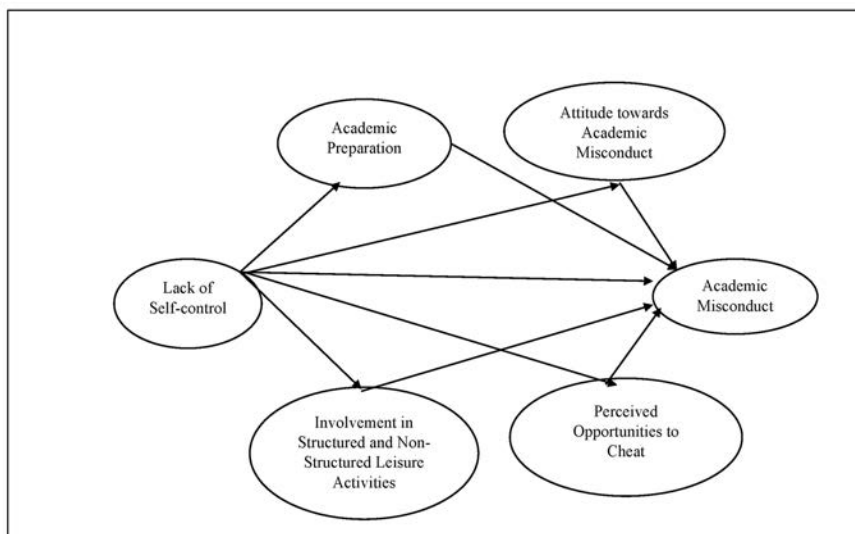 Academic
Preparation
Attitude towards
Academic
Misconduct
Lack of
Self-control
Academic
Misconduct
Involvement in
Structured and Non-
Structured Leisure
Activities
Perceived
Opportunities to
Cheat